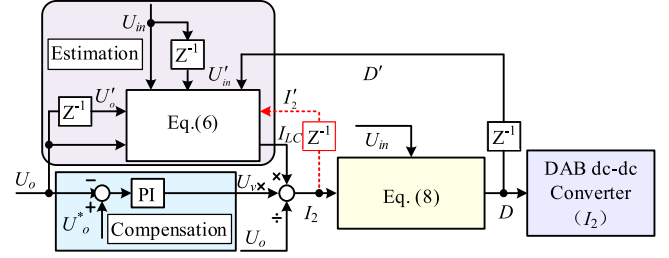 U_in
Estimation
Z⁻¹
U'_in
D'
Z⁻¹
U'_o
Eq.(6)
I'_2
I_LC
Z⁻¹
U_in
Z⁻¹
U_o
−
+
PI
U_v
×
×
÷
I_2
Eq. (8)
D
DAB dc-dc
Converter
(I_2)
U*_o
Compensation
U_o